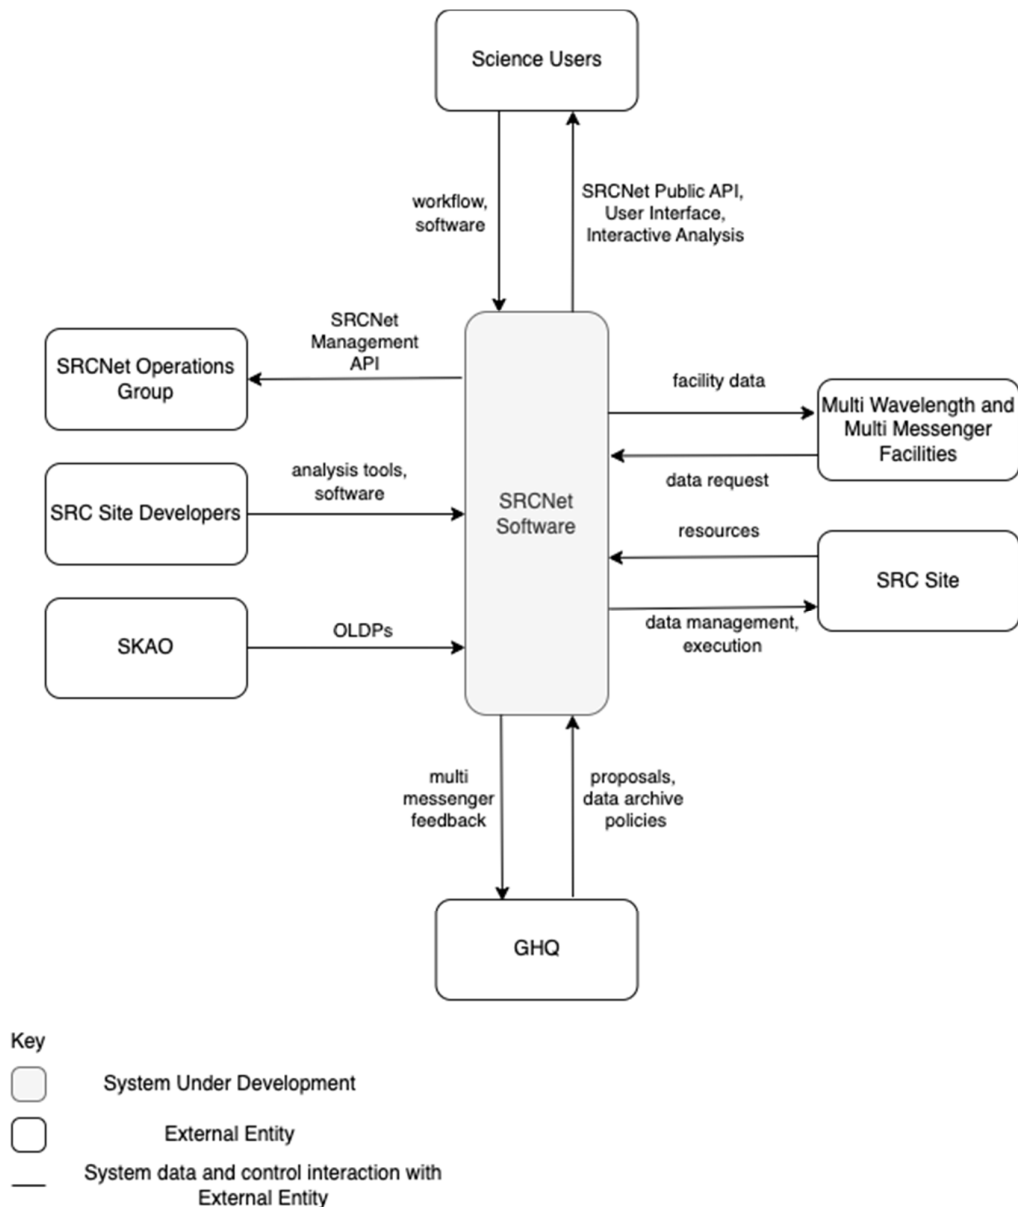 Science Users
workflow,
software
SRCNet Public API,
User Interface,
Interactive Analysis
SRCNet
Management
API
SRCNet Operations
Group
facility data
Multi Wavelength and
Multi Messenger
Facilities
data request
analysis tools,
software
SRC Site Developers
SRCNet
Software
resources
SRC Site
data management,
execution
OLDPs
SKAO
multi
messenger
feedback
proposals,
data archive
policies
GHQ
Key
System Under Development
External Entity
System data and control interaction with
External Entity